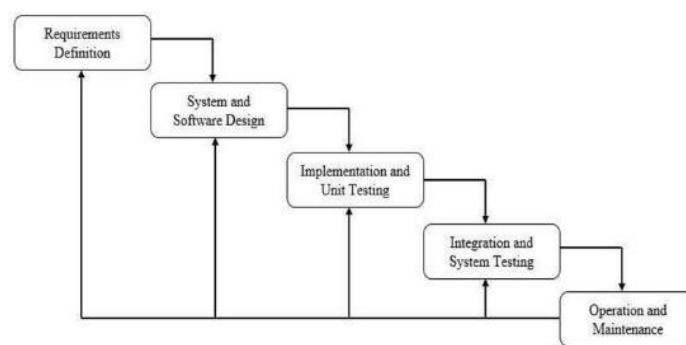 Requirements
Definition
System and
Software Design
Implementation and
Unit Testing
Integration and
System Testing
Operation and
Maintenance